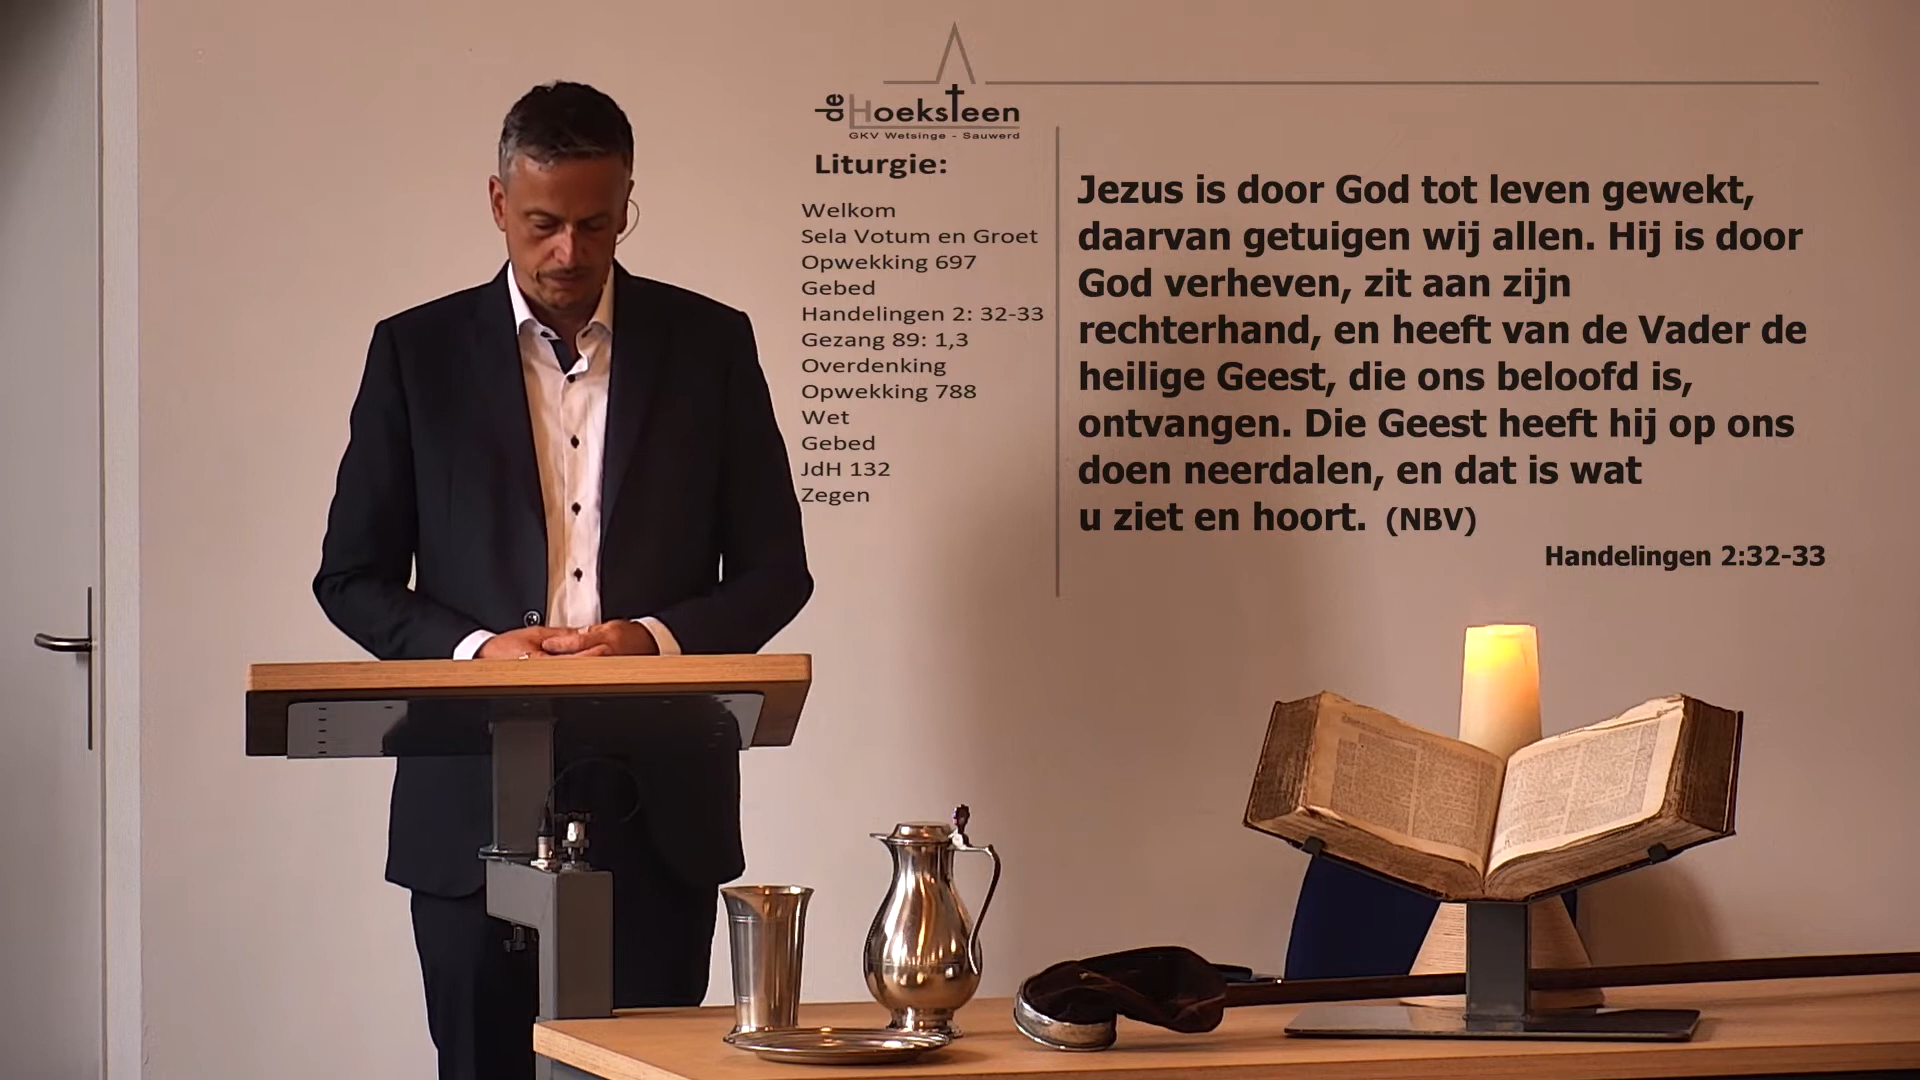 de Hoeksteen
GKV Wetsinge - Sauwerd
Liturgie:
Welkom
Sela Votum en Groet
Opwekking 697
Gebed
Handelingen 2: 32-33
Gezang 89: 1,3
Overdenking
Opwekking 788
Wet
Gebed
JdH 132
Zegen
Jezus is door God tot leven gewekt,
daarvan getuigen wij allen. Hij is door
God verheven, zit aan zijn
rechterhand, en heeft van de Vader de
heilige Geest, die ons beloofd is,
ontvangen. Die Geest heeft hij op ons
doen neerdalen, en dat is wat
u ziet en hoort. (NBV)
Handelingen 2:32-33